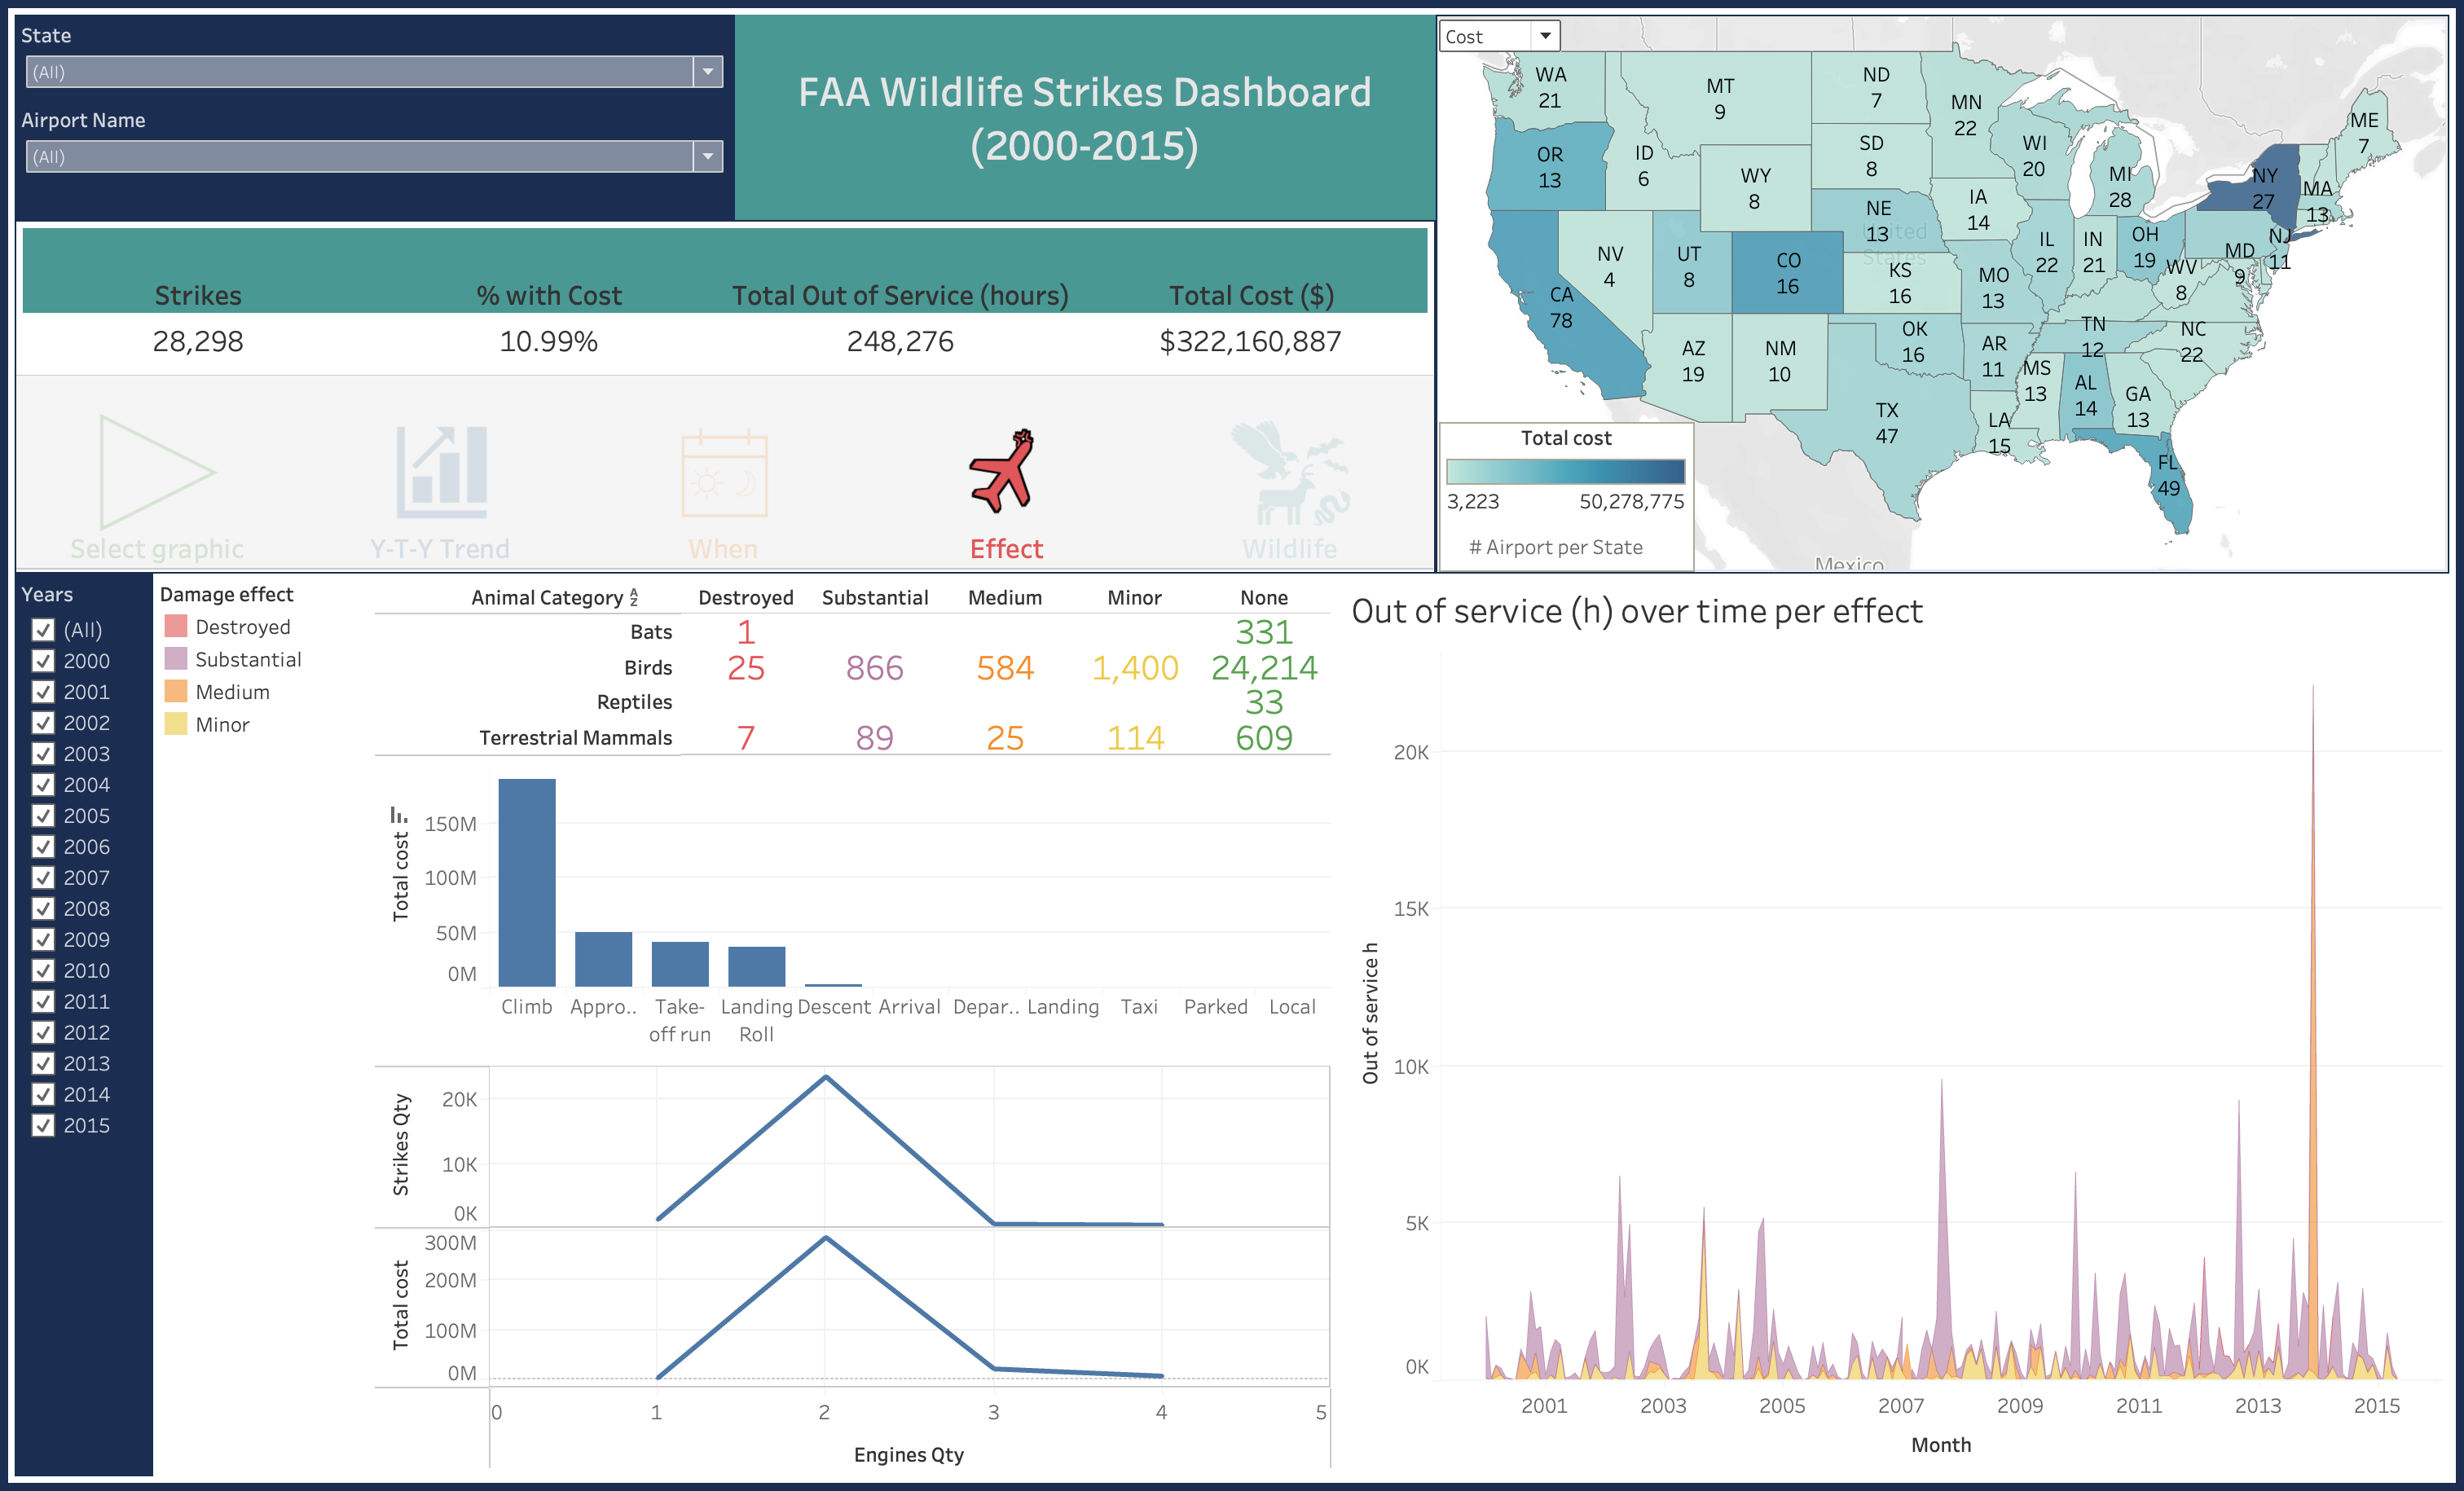 State
(All)
Airport Name
(All)
FAA Wildlife Strikes Dashboard
(2000-2015)
Strikes
% with Cost
Total Out of Service (hours)
Total Cost ($)
28,298
10.99%
248,276
$322,160,887
Select graphic
Y-T-Y Trend
When
Effect
Wildlife
Cost
WA
21
MT
9
ND
7
MN
22
ME
7
OR
13
ID
6
SD
8
WI
20
MI
28
NY
27
MA
13
WY
8
IA
14
NE
13
United
States
NV
4
UT
8
CO
16
KS
16
IL
22
IN
21
OH
19
NJ
11
MD
9
WV
8
CA
78
MO
13
AZ
19
NM
10
OK
16
AR
11
TN
12
NC
22
MS
13
AL
14
GA
13
TX
47
LA
15
FL
49
Mexico
Total cost
3,223
50,278,775
# Airport per State
Years
(All)
2000
2001
2002
2003
2004
2005
2006
2007
2008
2009
2010
2011
2012
2013
2014
2015
Damage effect
Destroyed
Substantial
Medium
Minor
Animal Category Destroyed Substantial Medium Minor None
Bats 1 331
Birds 25 866 584 1,400 24,214
Reptiles 33
Terrestrial Mammals 7 89 25 114 609
Total cost
150M
100M
50M
0M
Climb Appro.. Take-off run Landing Roll Descent Arrival Depar.. Landing Taxi Parked Local
Strikes Qty
20K
10K
0K
Total cost
300M
200M
100M
0M
0 1 2 3 4 5
Engines Qty
Out of service (h) over time per effect
Out of service h
20K
15K
10K
5K
0K
2001 2003 2005 2007 2009 2011 2013 2015
Month